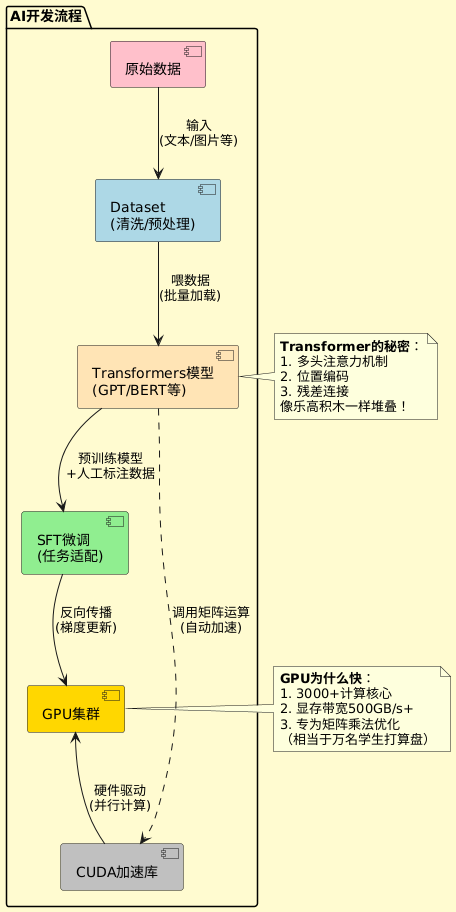 AI开发流程
原始数据
输入
(文本/图片等)
Dataset
(清洗/预处理)
喂数据
(批量加载)
Transformers模型
(GPT/BERT等)
Transformer的秘密：
1. 多头注意力机制
2. 位置编码
3. 残差连接
像乐高积木一样堆叠！
预训练模型
+人工标注数据
SFT微调
(任务适配)
反向传播
(梯度更新)
调用矩阵运算
(自动加速)
GPU集群
GPU为什么快：
1. 3000+计算核心
2. 显存带宽500GB/s+
3. 专为矩阵乘法优化
（相当于万名学生打算盘）
硬件驱动
(并行计算)
CUDA加速库